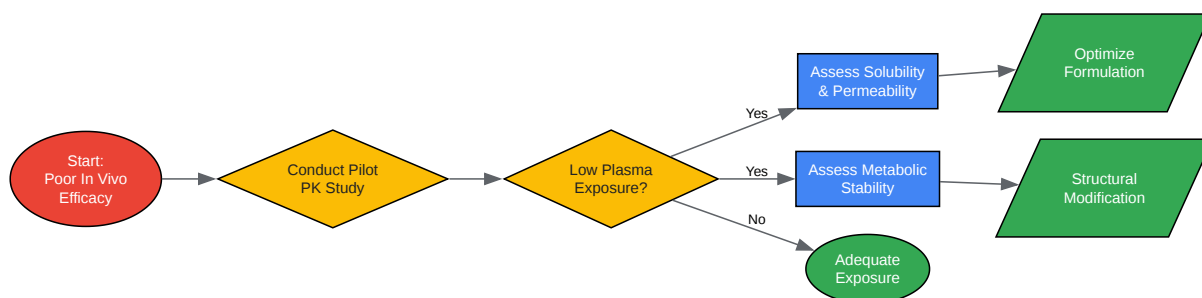 Start:
Poor In Vivo
Efficacy
Conduct Pilot
PK Study
Low Plasma
Exposure?
Yes
Assess Solubility
& Permeability
Optimize
Formulation
Yes
Assess Metabolic
Stability
Structural
Modification
No
Adequate
Exposure